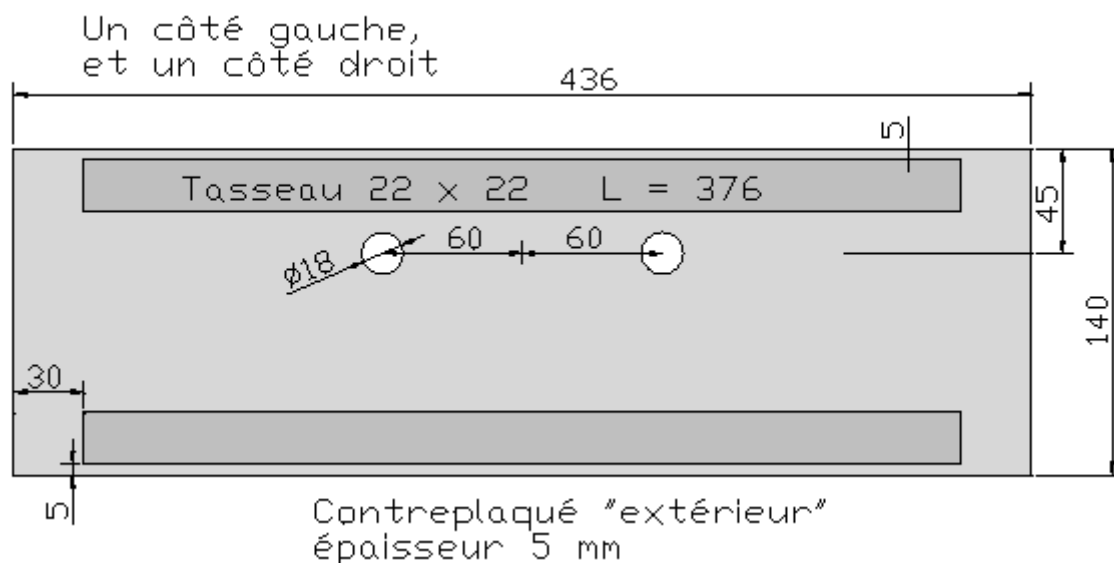 Un côté gauche,
et un côté droit
436
5
Tasseau 22 x 22 L = 376
45
60 60
ø18
140
30
5
Contreplaqué "extérieur"
épaisseur 5 mm